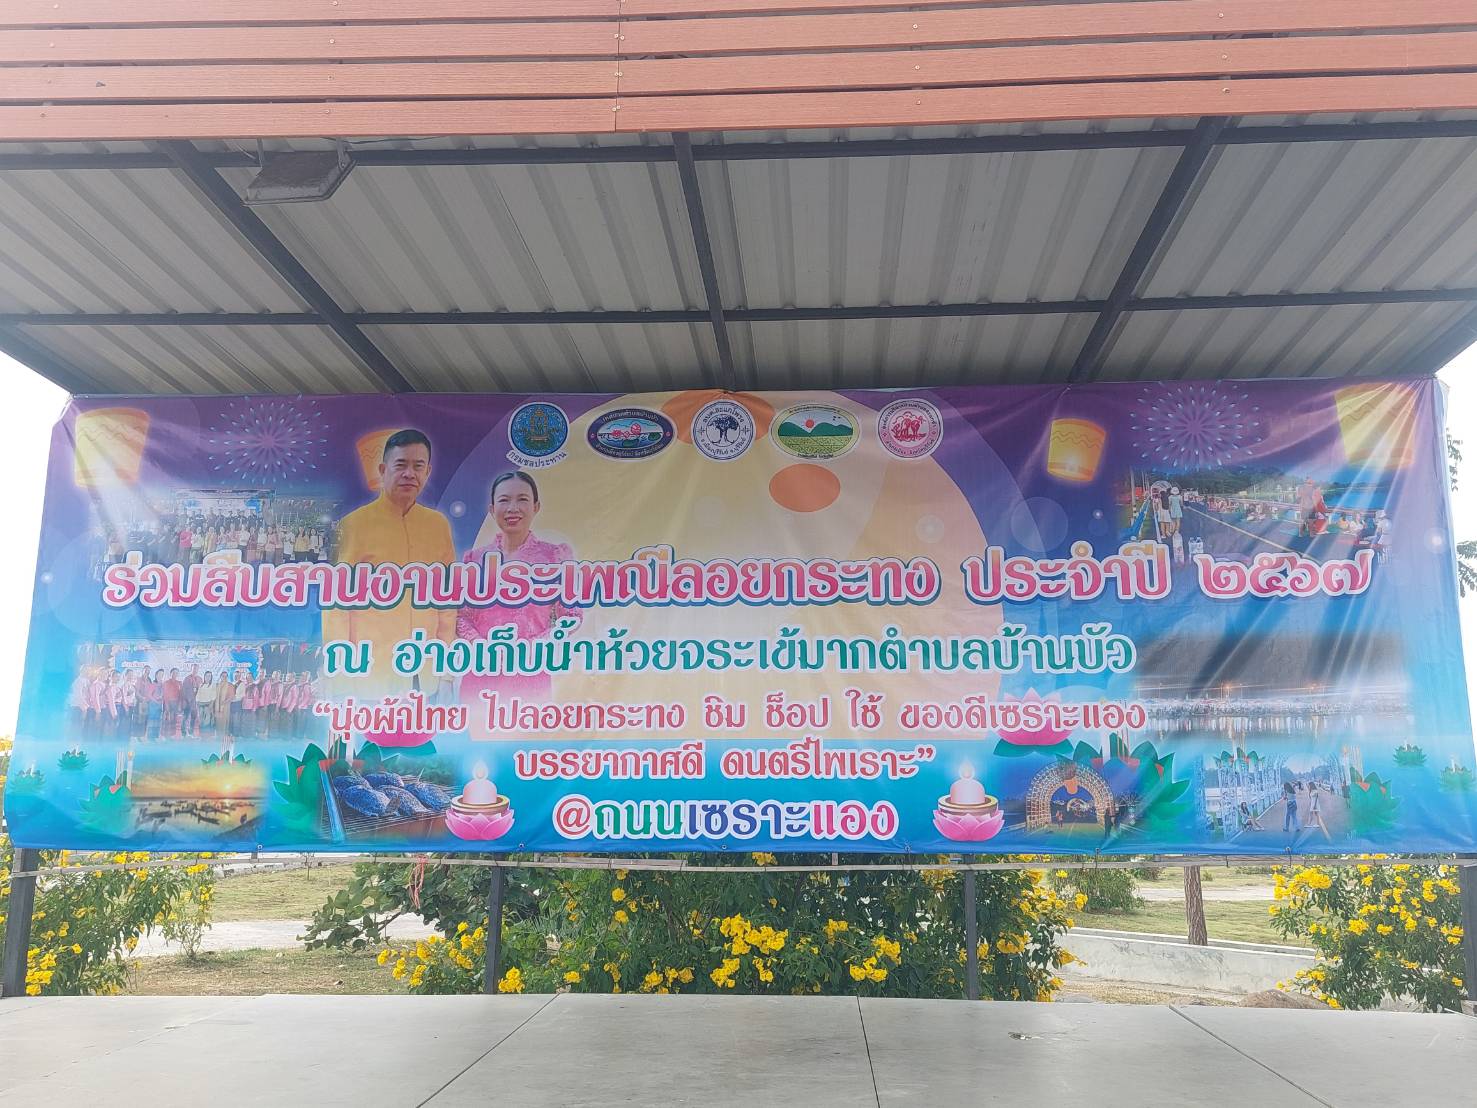 กรมชลประทาน
ร่วมสืบสานงานประเพณีลอยกระทง ประจำปี ๒๕๖๗
ณ อ่างเก็บน้ำห้วยจระเข้มากตำบลบ้านบัว
“นุ่งผ้าไทย ไปลอยกระทง ชิม ช็อป ใช้ ของดีเซราะแอง
บรรยากาศดี ดนตรีไพเราะ”
@ถนนเซราะแอง